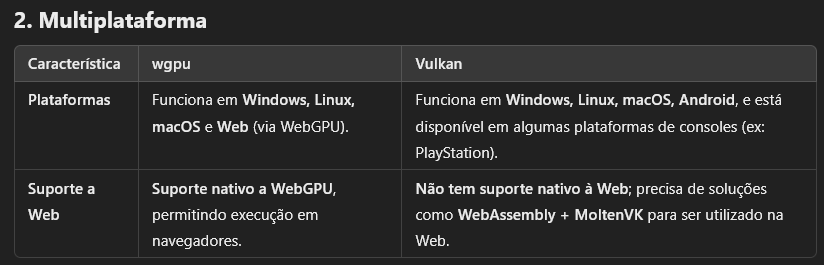 2. Multiplataforma
Característica wgpu Vulkan
Plataformas
Funciona em Windows, Linux,
macOS e Web (via WebGPU).
Funciona em Windows, Linux, macOS, Android, e está
disponível em algumas plataformas de consoles (ex:
PlayStation).
Suporte a
Web
Suporte nativo a WebGPU,
permitindo execução em
navegadores.
Não tem suporte nativo à Web; precisa de soluções
como WebAssembly + MoltenVK para ser utilizado na
Web.